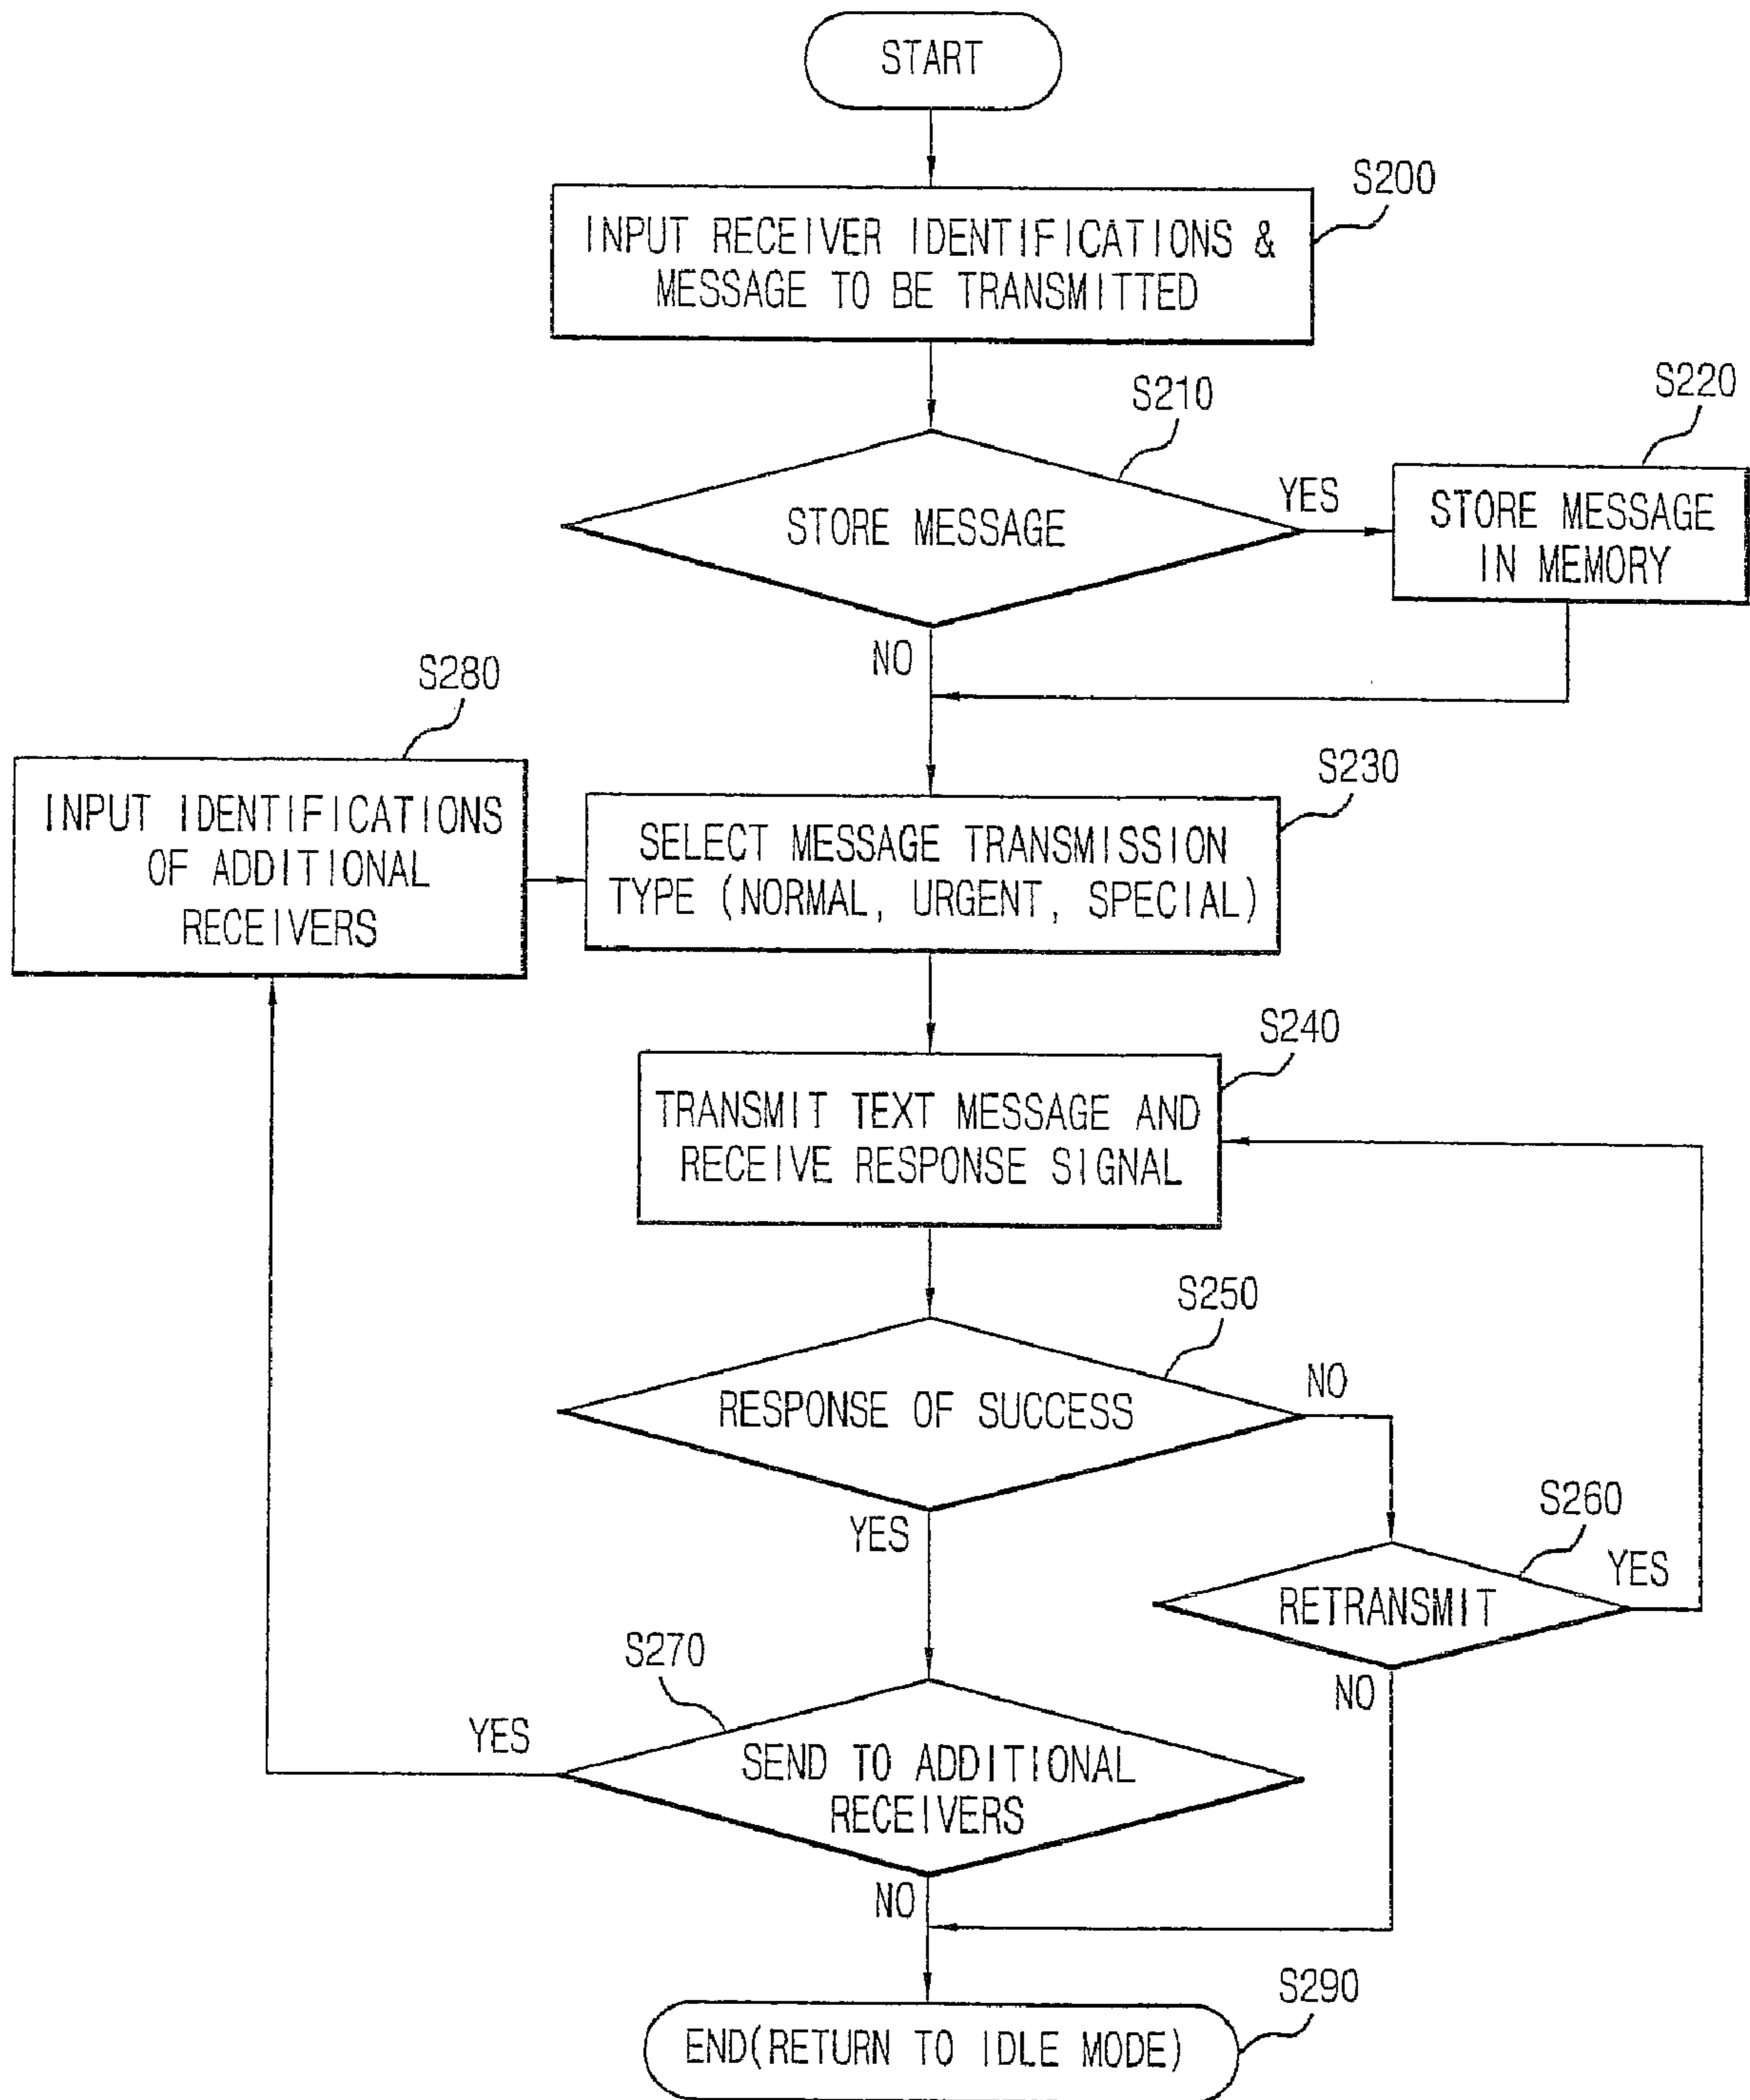 START
S200
INPUT RECEIVER IDENTIFICATIONS &
MESSAGE TO BE TRANSMITTED
S210
S220
STORE MESSAGE
YES
STORE MESSAGE
IN MEMORY
NO
S280
S230
INPUT IDENTIFICATIONS
OF ADDITIONAL
RECEIVERS
SELECT MESSAGE TRANSMISSION
TYPE (NORMAL, URGENT, SPECIAL)
S240
TRANSMIT TEXT MESSAGE AND
RECEIVE RESPONSE SIGNAL
S250
RESPONSE OF SUCCESS
NO
YES
S260
RETRANSMIT
YES
NO
S270
YES
SEND TO ADDITIONAL
RECEIVERS
NO
S290
END(RETURN TO IDLE MODE)